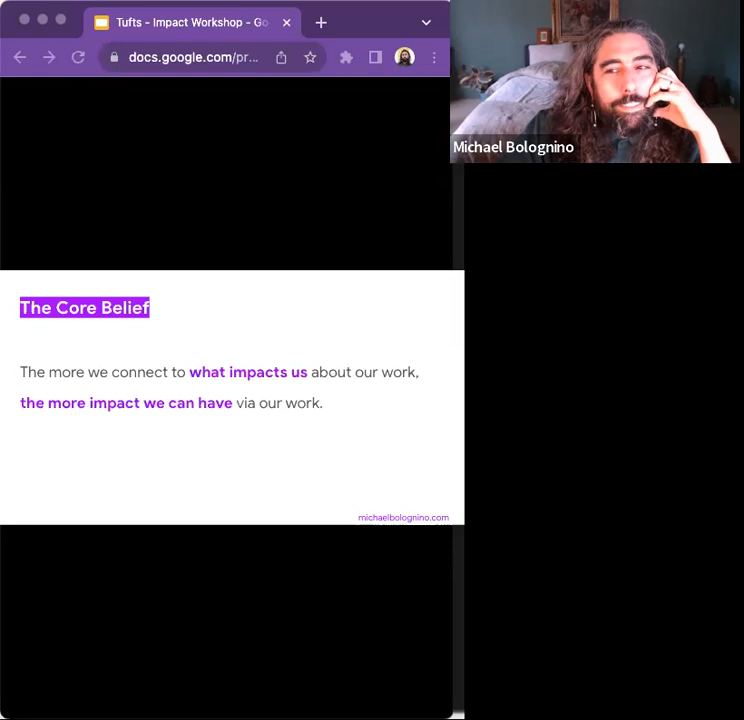 Tufts - Impact Workshop - Go
docs.google.com/pr...
Michael Bolognino
The Core Belief
The more we connect to what impacts us about our work,
the more impact we can have via our work.
michaelbolognino.com